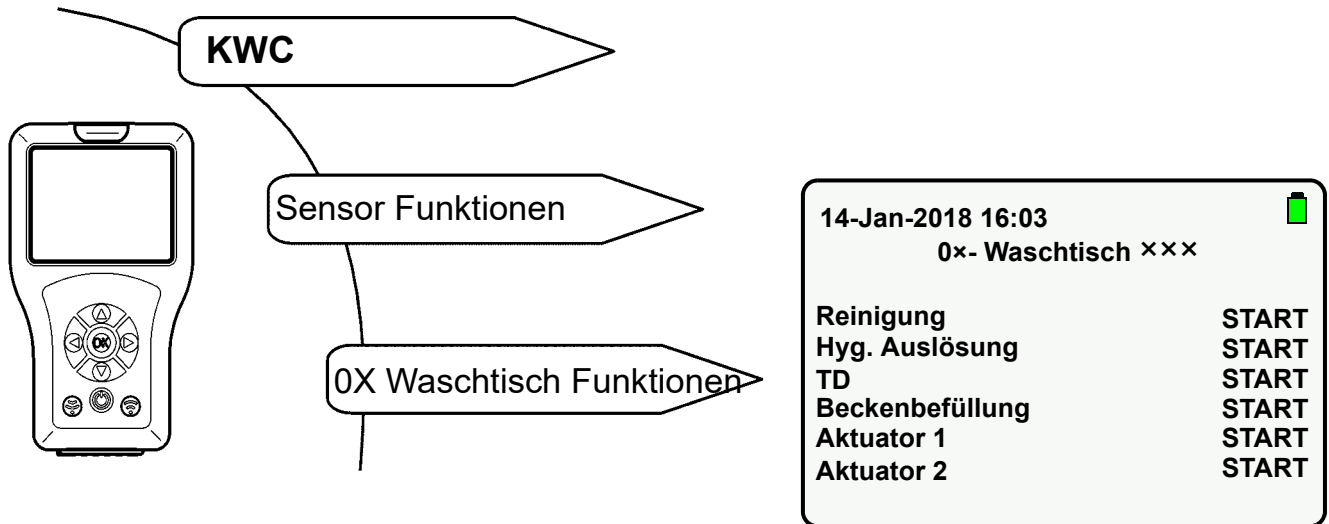 KWC
Sensor Funktionen
0X Waschtisch Funktionen
OK
14-Jan-2018 16:03
0×- Waschtisch ×××
Reinigung START
Hyg. Auslösung START
TD START
Beckenbefüllung START
Aktuator 1 START
Aktuator 2 START